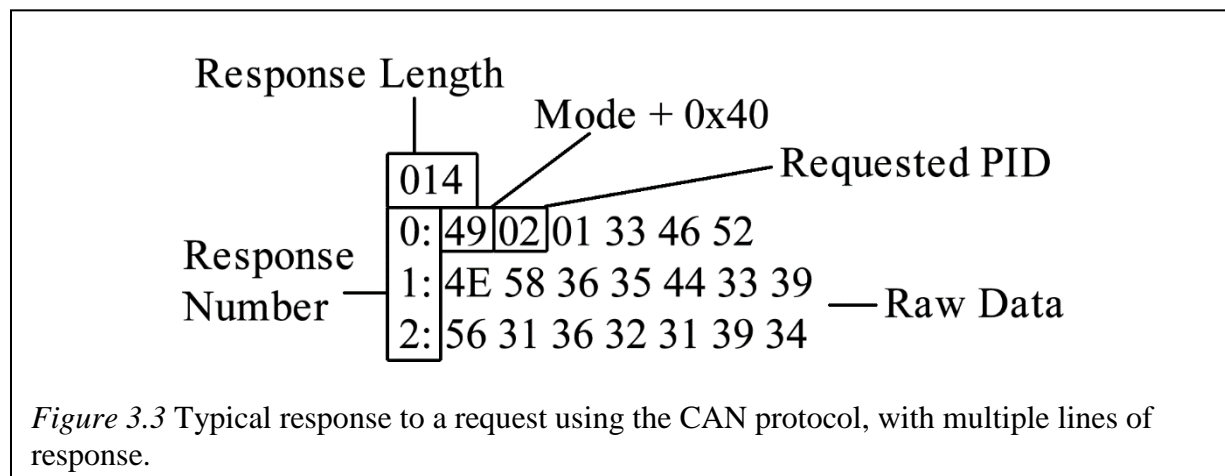 Response Length
Mode + 0x40
Requested PID
014
0: 49 02 01 33 46 52
Response
Number
1: 4E 58 36 35 44 33 39
Raw Data
2: 56 31 36 32 31 39 34
Figure 3.3 Typical response to a request using the CAN protocol, with multiple lines of
response.